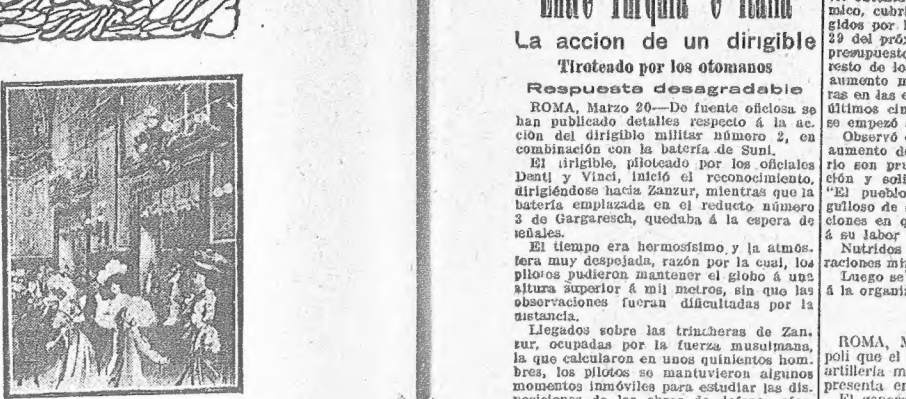 Entre Turquia é Italia
La accion de un dirigible
Tiroteado por los otomanos
Respuesta desagradable
ROMA, Marzo 20—De fuente oficiosa se
han publicado detalles respecto á la ac.
ción del dirigible militar número 2, en
combinación con la batería de Suni.
El dirigible, piloteado por los oficiales
Denti y Vinci, inició el reconocimiento,
dirigiéndose hacia Zanzur, mientras que la
batería emplazada en el reducto número
3 de Gargaresch, quedaba á la espera de
señales.
El tiempo era hermosísimo y la atmós.
fera muy despejada, razón por la cual, los
pilotos pudieron mantener el globo á una
altura superior á mil metros, sin que las
observaciones fueran dificultadas por la
distancia.
Llegados sobre las trincheras de Zan.
zur, ocupadas por la fuerza musulmana,
la que calcularon en unos quinientos hom.
bres, los pilotos se mantuvieron algunos
momentos inmóviles para estudiar las dis.
mico, cubri
gidos por l
29 del próx
presupuesto
resto de los
aumento m
ras en las e
últimos cin
se empezó
Observó
aumento de
rio son pru
ción y soli
"El pueblo
gulloso de
ciones en q
á su labor
Nutridos
raciones mi
Luego se
á la organi
ROMA, M
poli que el
artillería m
presenta en
El gener